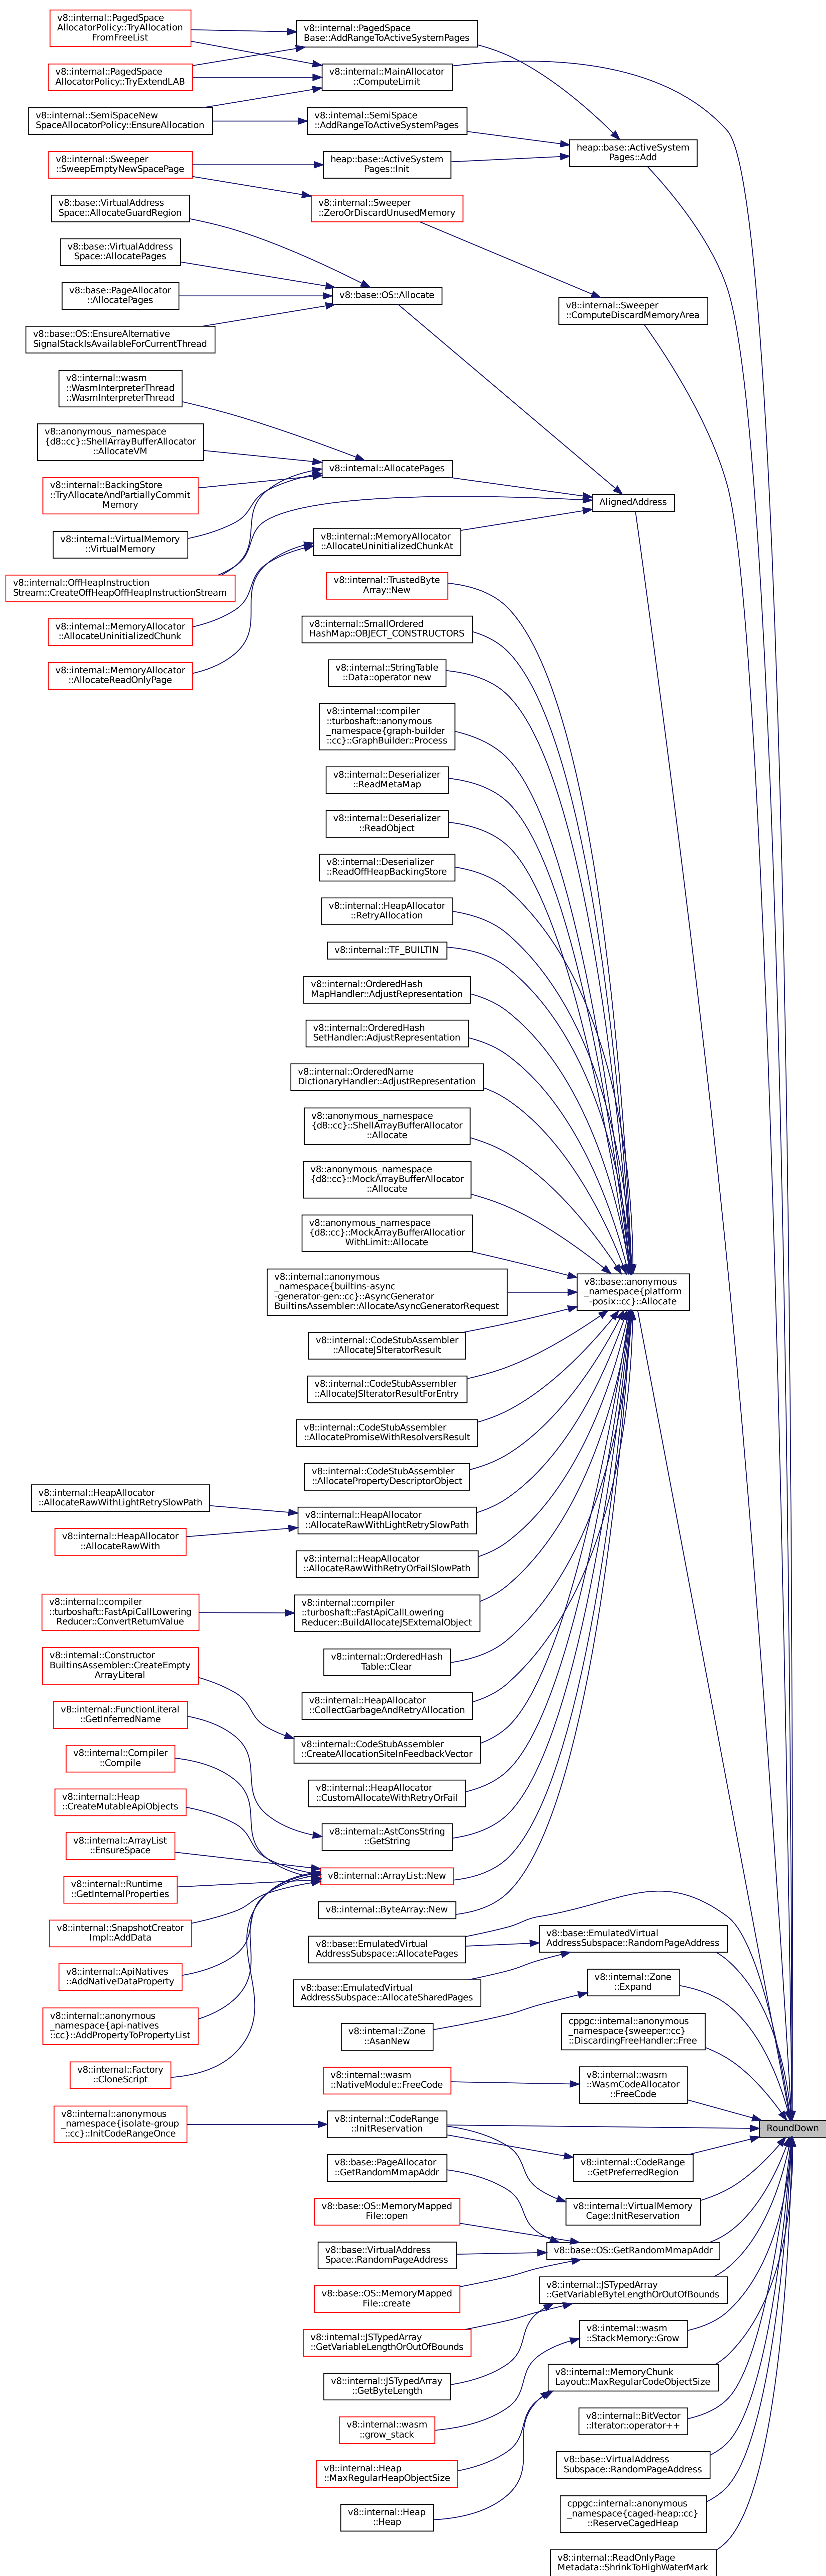 v8::internal::PagedSpace
AllocatorPolicy::TryAllocation
FromFreeList
v8::internal::PagedSpace
Base::AddRangeToActiveSystemPages
v8::internal::PagedSpace
AllocatorPolicy::TryExtendLAB
v8::internal::MainAllocator
::ComputeLimit
v8::internal::SemiSpaceNew
SpaceAllocatorPolicy::EnsureAllocation
v8::internal::SemiSpace
::AddRangeToActiveSystemPages
heap::base::ActiveSystem
Pages::Add
v8::internal::Sweeper
::SweepEmptyNewSpacePage
heap::base::ActiveSystem
Pages::Init
v8::base::VirtualAddress
Space::AllocateGuardRegion
v8::internal::Sweeper
::ZeroOrDiscardUnusedMemory
v8::base::VirtualAddress
Space::AllocatePages
v8::base::PageAllocator
::AllocatePages
v8::base::OS::Allocate
v8::internal::Sweeper
::ComputeDiscardMemoryArea
v8::base::OS::EnsureAlternative
SignalStackIsAvailableForCurrentThread
v8::internal::wasm
::WasmInterpreterThread
::WasmInterpreterThread
v8::anonymous_namespace
{d8::cc}::ShellArrayBufferAllocator
::AllocateVM
v8::internal::AllocatePages
v8::internal::BackingStore
::TryAllocateAndPartiallyCommit
Memory
AlignedAddress
v8::internal::VirtualMemory
::VirtualMemory
v8::internal::MemoryAllocator
::AllocateUninitializedChunkAt
v8::internal::OffHeapInstruction
Stream::CreateOffHeapOffHeapInstructionStream
v8::internal::TrustedByte
Array::New
v8::internal::MemoryAllocator
::AllocateUninitializedChunk
v8::internal::SmallOrdered
HashMap::OBJECT_CONSTRUCTORS
v8::internal::MemoryAllocator
::AllocateReadOnlyPage
v8::internal::StringTable
::Data::operator new
v8::internal::compiler
::turboshaft::anonymous
_namespace{graph-builder
::cc}::GraphBuilder::Process
v8::internal::Deserializer
::ReadMetaMap
v8::internal::Deserializer
::ReadObject
v8::internal::Deserializer
::ReadOffHeapBackingStore
v8::internal::HeapAllocator
::RetryAllocation
v8::internal::TF_BUILTIN
v8::internal::OrderedHash
MapHandler::AdjustRepresentation
v8::internal::OrderedHash
SetHandler::AdjustRepresentation
v8::internal::OrderedName
DictionaryHandler::AdjustRepresentation
v8::anonymous_namespace
{d8::cc}::ShellArrayBufferAllocator
::Allocate
v8::anonymous_namespace
{d8::cc}::MockArrayBufferAllocator
::Allocate
v8::anonymous_namespace
{d8::cc}::MockArrayBufferAllocatior
WithLimit::Allocate
v8::internal::anonymous
_namespace{builtins-async
-generator-gen::cc}::AsyncGenerator
BuiltinsAssembler::AllocateAsyncGeneratorRequest
v8::base::anonymous
_namespace{platform
-posix::cc}::Allocate
v8::internal::CodeStubAssembler
::AllocateJSIteratorResult
v8::internal::CodeStubAssembler
::AllocateJSIteratorResultForEntry
v8::internal::CodeStubAssembler
::AllocatePromiseWithResolversResult
v8::internal::CodeStubAssembler
::AllocatePropertyDescriptorObject
v8::internal::HeapAllocator
::AllocateRawWithLightRetrySlowPath
v8::internal::HeapAllocator
::AllocateRawWithLightRetrySlowPath
v8::internal::HeapAllocator
::AllocateRawWith
v8::internal::HeapAllocator
::AllocateRawWithRetryOrFailSlowPath
v8::internal::compiler
::turboshaft::FastApiCallLowering
Reducer::ConvertReturnValue
v8::internal::compiler
::turboshaft::FastApiCallLowering
Reducer::BuildAllocateJSExternalObject
v8::internal::Constructor
BuiltinsAssembler::CreateEmpty
ArrayLiteral
v8::internal::OrderedHash
Table::Clear
v8::internal::FunctionLiteral
::GetInferredName
v8::internal::HeapAllocator
::CollectGarbageAndRetryAllocation
v8::internal::Compiler
::Compile
v8::internal::CodeStubAssembler
::CreateAllocationSiteInFeedbackVector
v8::internal::Heap
::CreateMutableApiObjects
v8::internal::HeapAllocator
::CustomAllocateWithRetryOrFail
v8::internal::ArrayList
::EnsureSpace
v8::internal::AstConsString
::GetString
v8::internal::Runtime
::GetInternalProperties
v8::internal::ArrayList::New
v8::internal::SnapshotCreator
Impl::AddData
v8::internal::ByteArray::New
v8::internal::ApiNatives
::AddNativeDataProperty
v8::base::EmulatedVirtual
AddressSubspace::AllocatePages
v8::base::EmulatedVirtual
AddressSubspace::RandomPageAddress
v8::internal::anonymous
_namespace{api-natives
::cc}::AddPropertyToPropertyList
v8::base::EmulatedVirtual
AddressSubspace::AllocateSharedPages
v8::internal::Zone
::Expand
v8::internal::Factory
::CloneScript
v8::internal::Zone
::AsanNew
cppgc::internal::anonymous
_namespace{sweeper::cc}
::DiscardingFreeHandler::Free
v8::internal::wasm
::NativeModule::FreeCode
v8::internal::wasm
::WasmCodeAllocator
::FreeCode
v8::internal::anonymous
_namespace{isolate-group
::cc}::InitCodeRangeOnce
v8::internal::CodeRange
::InitReservation
RoundDown
v8::base::PageAllocator
::GetRandomMmapAddr
v8::internal::CodeRange
::GetPreferredRegion
v8::base::OS::MemoryMapped
File::open
v8::internal::VirtualMemory
Cage::InitReservation
v8::base::VirtualAddress
Space::RandomPageAddress
v8::base::OS::GetRandomMmapAddr
v8::base::OS::MemoryMapped
File::create
v8::internal::JSTypedArray
::GetVariableByteLengthOrOutOfBounds
v8::internal::JSTypedArray
::GetVariableLengthOrOutOfBounds
v8::internal::wasm
::StackMemory::Grow
v8::internal::JSTypedArray
::GetByteLength
v8::internal::MemoryChunk
Layout::MaxRegularCodeObjectSize
v8::internal::wasm
::grow_stack
v8::internal::BitVector
::Iterator::operator++
v8::internal::Heap
::MaxRegularHeapObjectSize
v8::base::VirtualAddress
Subspace::RandomPageAddress
v8::internal::Heap
::Heap
cppgc::internal::anonymous
_namespace{caged-heap::cc}
::ReserveCagedHeap
v8::internal::ReadOnlyPage
Metadata::ShrinkToHighWaterMark